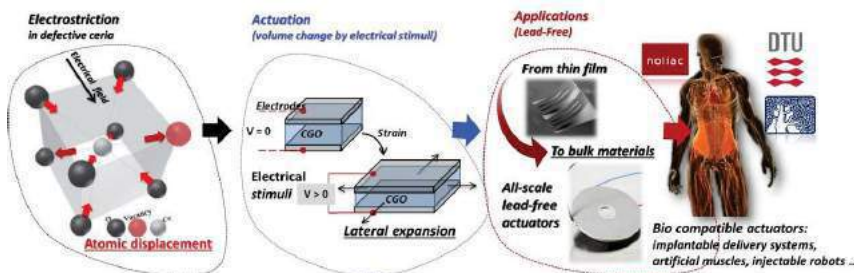 Electrostriction
in defective ceria
Electrical
field
O
Vacancy
Ce
Atomic displacement
Actuation
(volume change by electrical stimuli)
Electrodes
V = 0
CGO
Strain
Electrical
stimuli
V > 0
CGO
Lateral expansion
Applications
(Lead-Free)
From thin film
To bulk materials
All-scale
lead-free
actuators
noliac
DTU
Bio compatible actuators:
implantable delivery systems,
artificial muscles, injectable robots ...